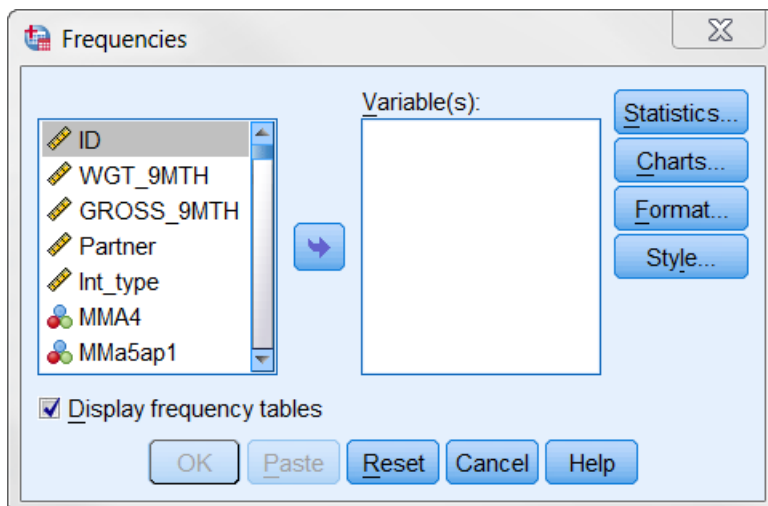 Frequencies
Variable(s):
ID
WGT_9MTH
GROSS_9MTH
Partner
Int_type
MMA4
MMa5ap1
Statistics...
Charts...
Format...
Style...
Display frequency tables
OK Paste Reset Cancel Help